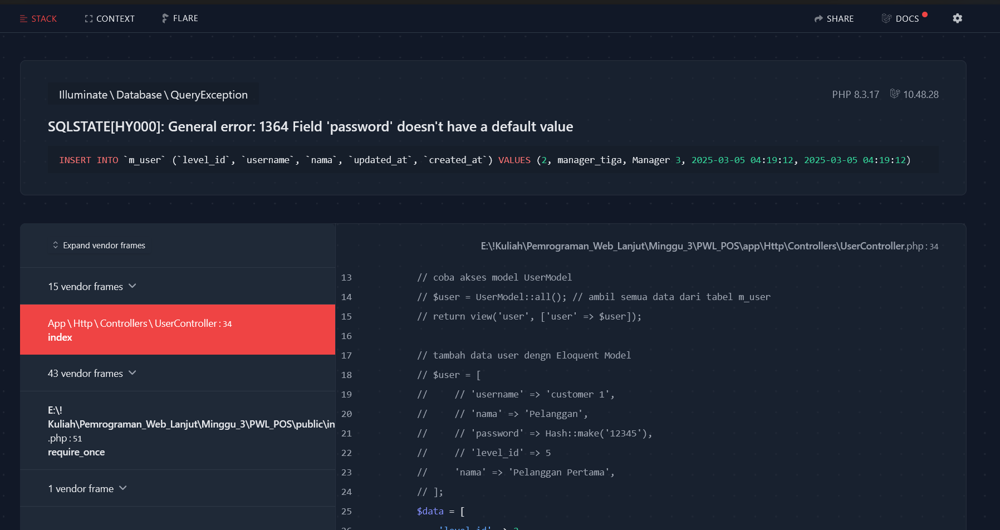 STACK CONTEXT FLARE SHARE DOCS
Illuminate\Database\QueryException
PHP 8.3.17 10.48.28
SQLSTATE[HY000]: General error: 1364 Field 'password' doesn't have a default value
INSERT INTO `m_user` (`level_id`, `username`, `nama`, `updated_at`, `created_at`) VALUES (2, manager_tiga, Manager 3, 2025-03-05 04:19:12, 2025-03-05 04:19:12)
Expand vendor frames
15 vendor frames
App\Http\Controllers\UserController:34
index
43 vendor frames
E:\!
Kuliah\Pemrograman_Web_Lanjut\Minggu_3\PWL_POS\public\in
.php:51
require_once
1 vendor frame
E:\!Kuliah\Pemrograman_Web_Lanjut\Minggu_3\PWL_POS\app\Http\Controllers\UserController.php:34
13 // coba akses model UserModel
14 // $user = UserModel::all(); // ambil semua data dari tabel m_user
15 // return view('user', ['user' => $user]);
16
17 // tambah data user dengn Eloquent Model
18 // $user = [
19 //     // 'username' => 'customer 1',
20 //     // 'nama' => 'Pelanggan',
21 //     // 'password' => Hash::make('12345'),
22 //     // 'level_id' => 5
23 //     'nama' => 'Pelanggan Pertama',
24 // ];
25 $data = [